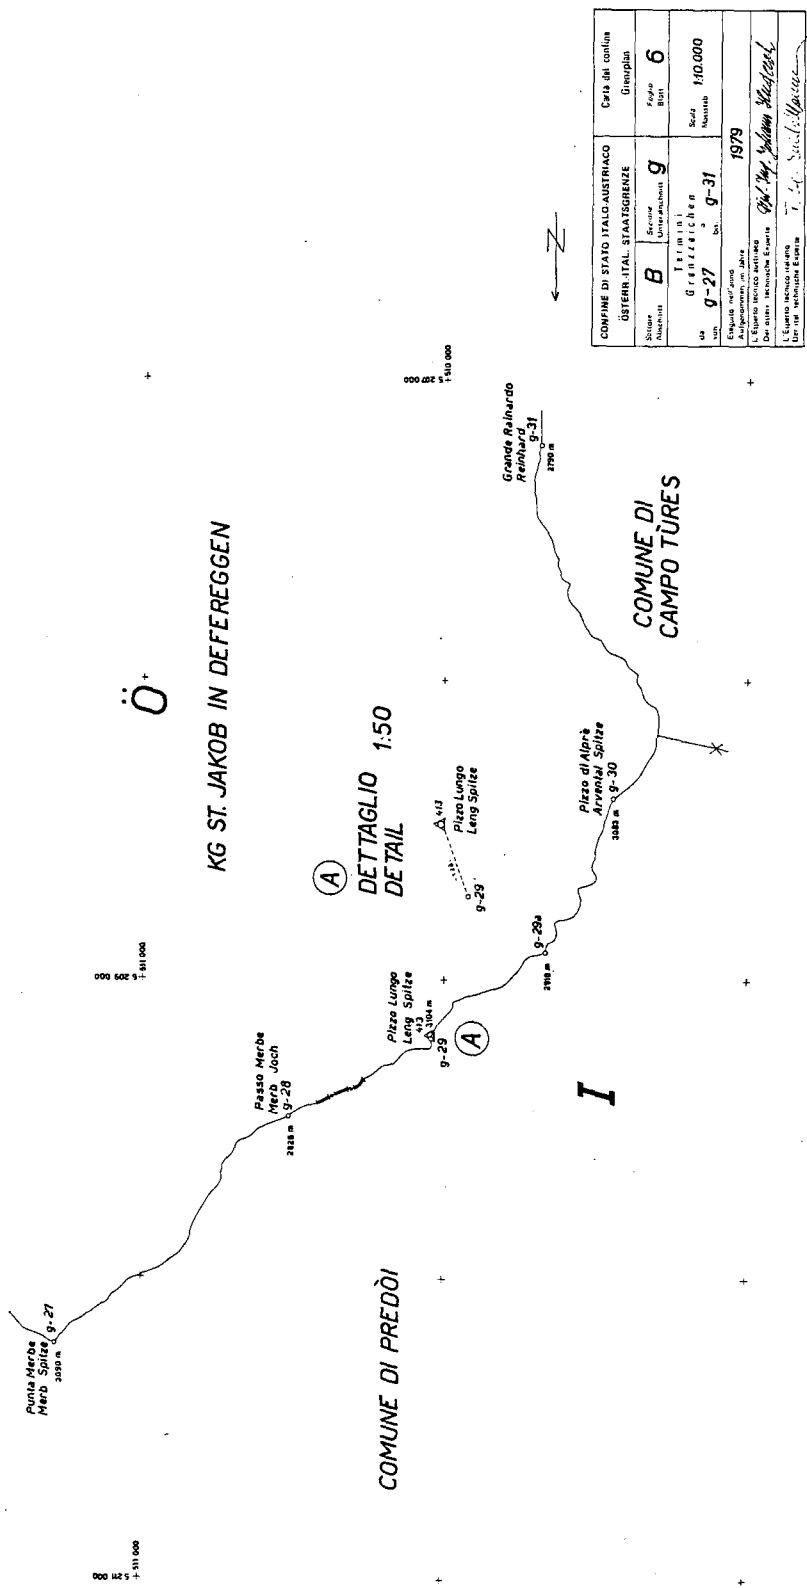 CONFINE DI STATO ITALO-AUSTRIACO
ÖSTERR.-ITAL. STAATSGRENZE
Carta del confine
Grenzplan
Settore
Abschnitt
B
Sezione
Unterabschnitt
g
Foglio
Blatt
6
Termini
Grenzzeichen
da
von
g-27
a
bis
g-31
Scala
Massstab
1:10.000
Eseguito nell'anno
Aufgenommen im Jahre
1979
L'Esperto tecnico austriaco
Der österr. technische Experte
L'Esperto tecnico italiano
Der ital. technische Experte
N
Ö
KG ST. JAKOB IN DEFEREGGEN
A
DETTAGLIO 1:50
DETAIL
413
Pizzo Lungo
Leng Spitze
g-29
Punta Merbe
Merb Spitze
g-27
3090 m
Passo Merbe
Merb Joch
g-28
2828 m
Pizzo Lungo
Leng Spitze
413
3104 m
g-29
A
g-29a
2918 m
Pizzo di Alprè
Arventel Spitze
g-30
3083 m
Grande Rainardo
Reinhard
g-31
2790 m
COMUNE DI
CAMPO TÙRES
COMUNE DI PREDÒI
I
5 211 000
511 000
5 209 000
511 000
5 207 000
510 000